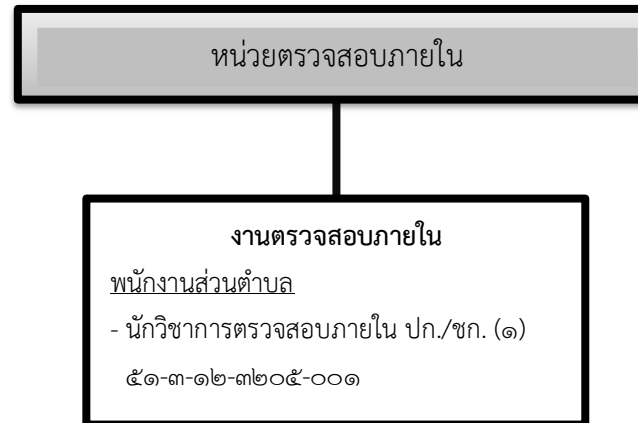 หน่วยตรวจสอบภายใน
งานตรวจสอบภายใน
พนักงานส่วนตำบล
- นักวิชาการตรวจสอบภายใน ปก./ชก. (๑)
๕๑-๓-๑๒-๓๒๐๕-๐๐๑